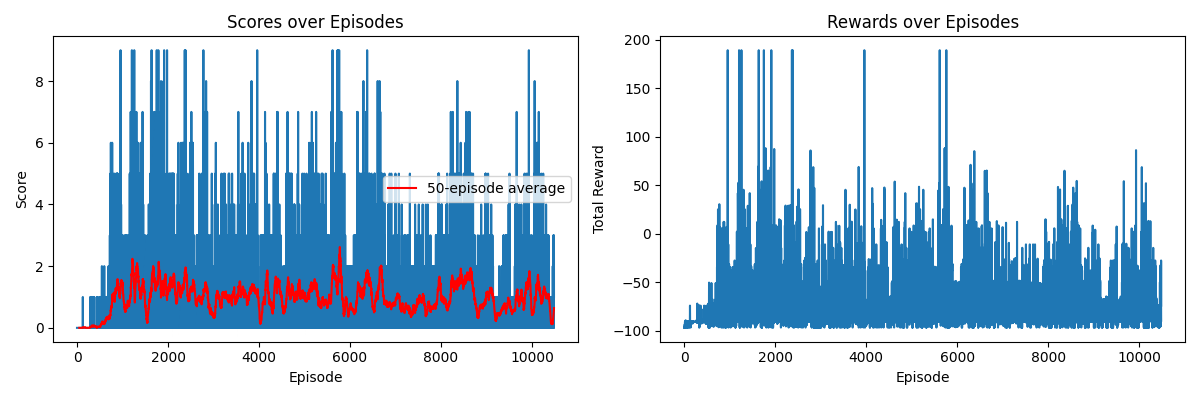 Scores over Episodes
Score
8
6
4
2
0
50-episode average
0 2000 4000 6000 8000 10000
Episode
Rewards over Episodes
Total Reward
200
150
100
50
0
−50
−100
0 2000 4000 6000 8000 10000
Episode